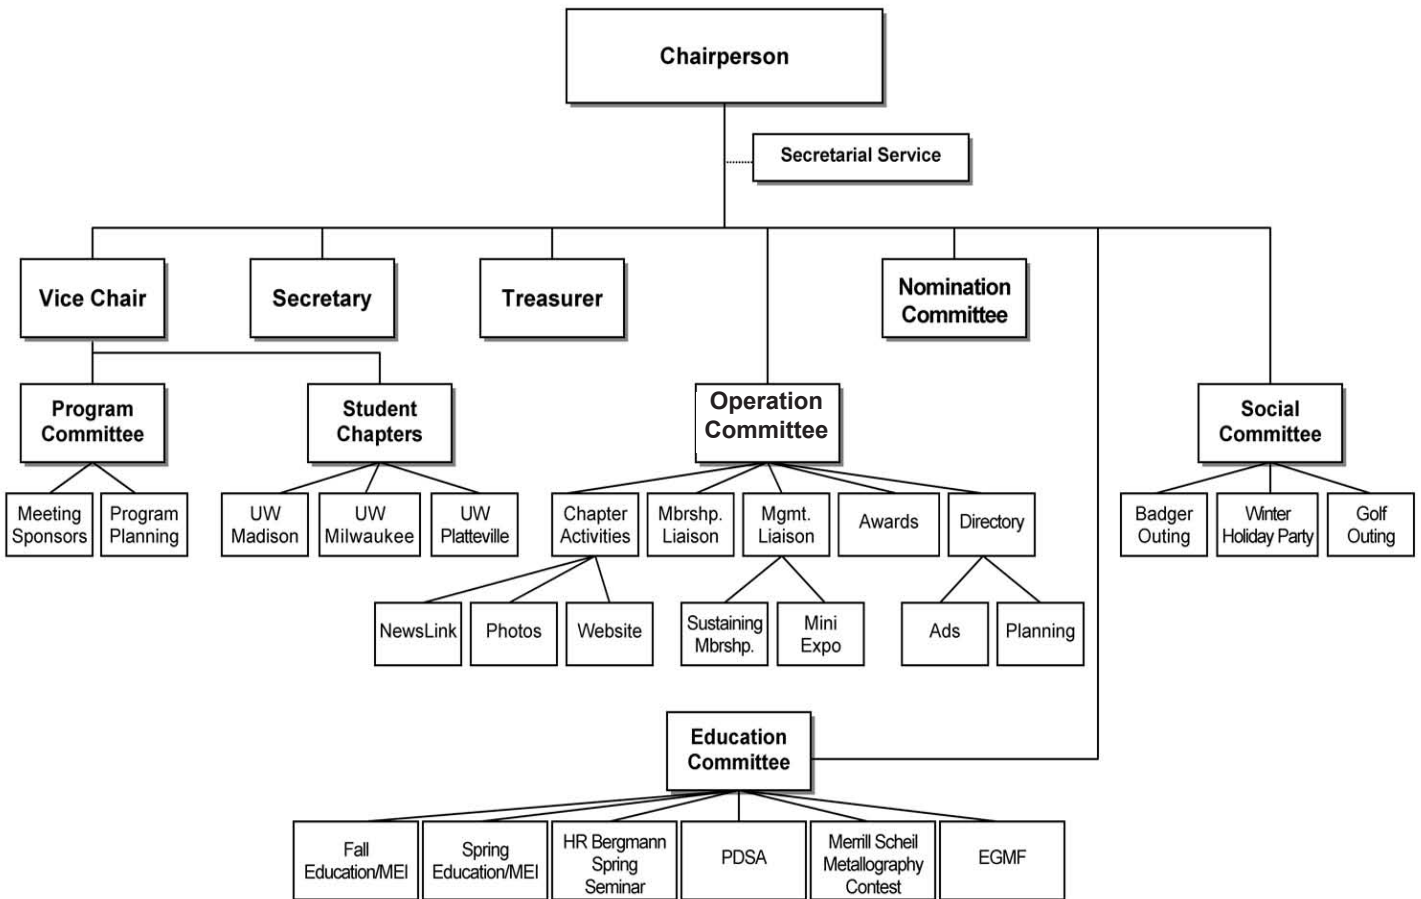 Chairperson
Secretarial Service
Vice Chair
Secretary
Treasurer
Nomination
Committee
Program
Committee
Student
Chapters
Operation
Committee
Social
Committee
Meeting
Sponsors
Program
Planning
UW
Madison
UW
Milwaukee
UW
Platteville
Chapter
Activities
Mbrshp.
Liaison
Mgmt.
Liaison
Awards
Directory
Badger
Outing
Winter
Holiday Party
Golf
Outing
NewsLink
Photos
Website
Sustaining
Mbrshp.
Mini
Expo
Ads
Planning
Education
Committee
Fall
Education/MEI
Spring
Education/MEI
HR Bergmann
Spring
Seminar
PDSA
Merrill Scheil
Metallography
Contest
EGMF